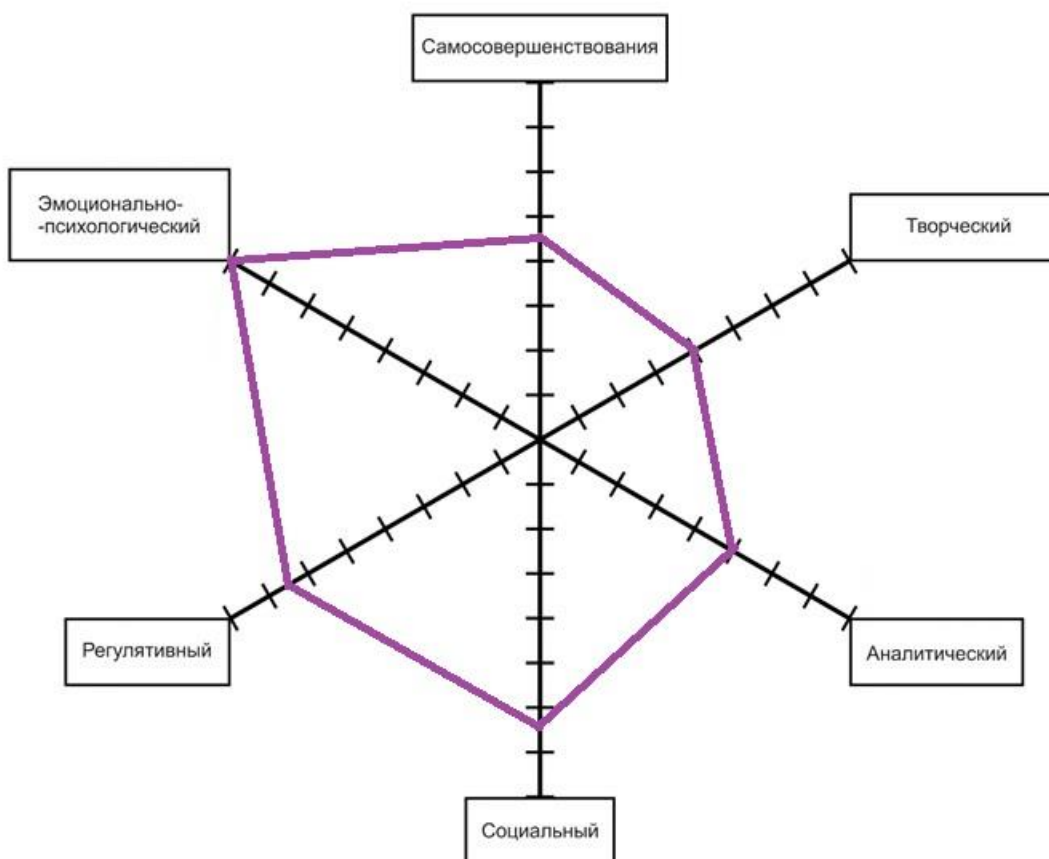 Самосовершенствования
Эмоционально-
-психологический
Творческий
Регулятивный
Аналитический
Социальный